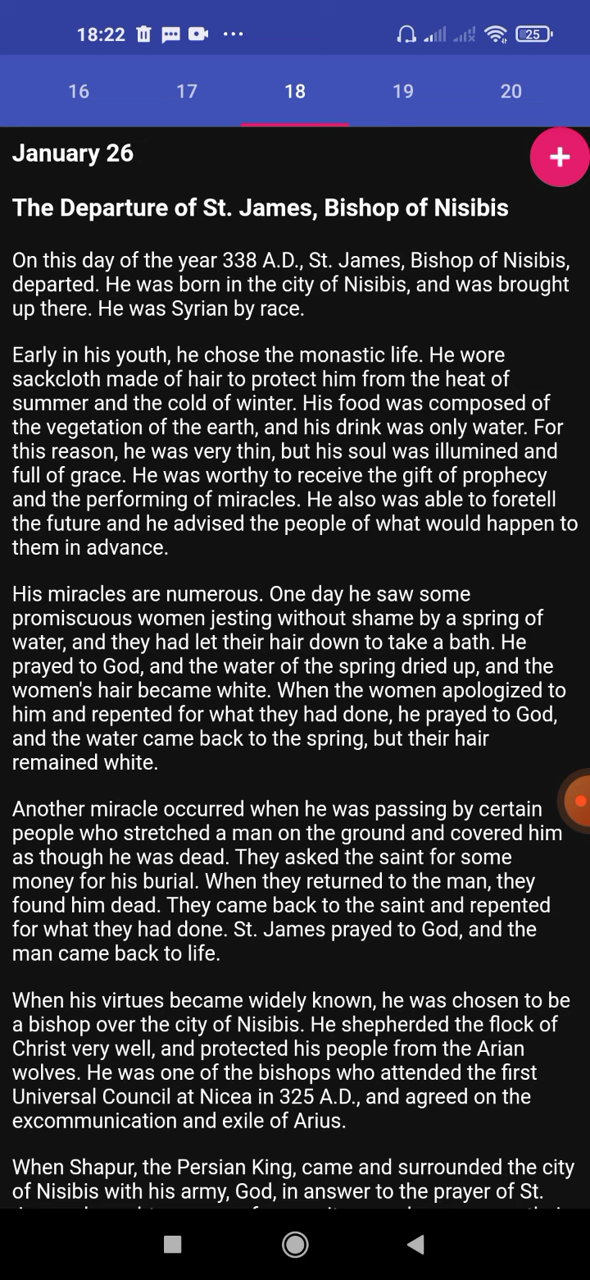 18:22
25
16 17 18 19 20
January 26
+
The Departure of St. James, Bishop of Nisibis
On this day of the year 338 A.D., St. James, Bishop of Nisibis,
departed. He was born in the city of Nisibis, and was brought
up there. He was Syrian by race.
Early in his youth, he chose the monastic life. He wore
sackcloth made of hair to protect him from the heat of
summer and the cold of winter. His food was composed of
the vegetation of the earth, and his drink was only water. For
this reason, he was very thin, but his soul was illumined and
full of grace. He was worthy to receive the gift of prophecy
and the performing of miracles. He also was able to foretell
the future and he advised the people of what would happen to
them in advance.
His miracles are numerous. One day he saw some
promiscuous women jesting without shame by a spring of
water, and they had let their hair down to take a bath. He
prayed to God, and the water of the spring dried up, and the
women's hair became white. When the women apologized to
him and repented for what they had done, he prayed to God,
and the water came back to the spring, but their hair
remained white.
Another miracle occurred when he was passing by certain
people who stretched a man on the ground and covered him
as though he was dead. They asked the saint for some
money for his burial. When they returned to the man, they
found him dead. They came back to the saint and repented
for what they had done. St. James prayed to God, and the
man came back to life.
When his virtues became widely known, he was chosen to be
a bishop over the city of Nisibis. He shepherded the flock of
Christ very well, and protected his people from the Arian
wolves. He was one of the bishops who attended the first
Universal Council at Nicea in 325 A.D., and agreed on the
excommunication and exile of Arius.
When Shapur, the Persian King, came and surrounded the city
of Nisibis with his army, God, in answer to the prayer of St.